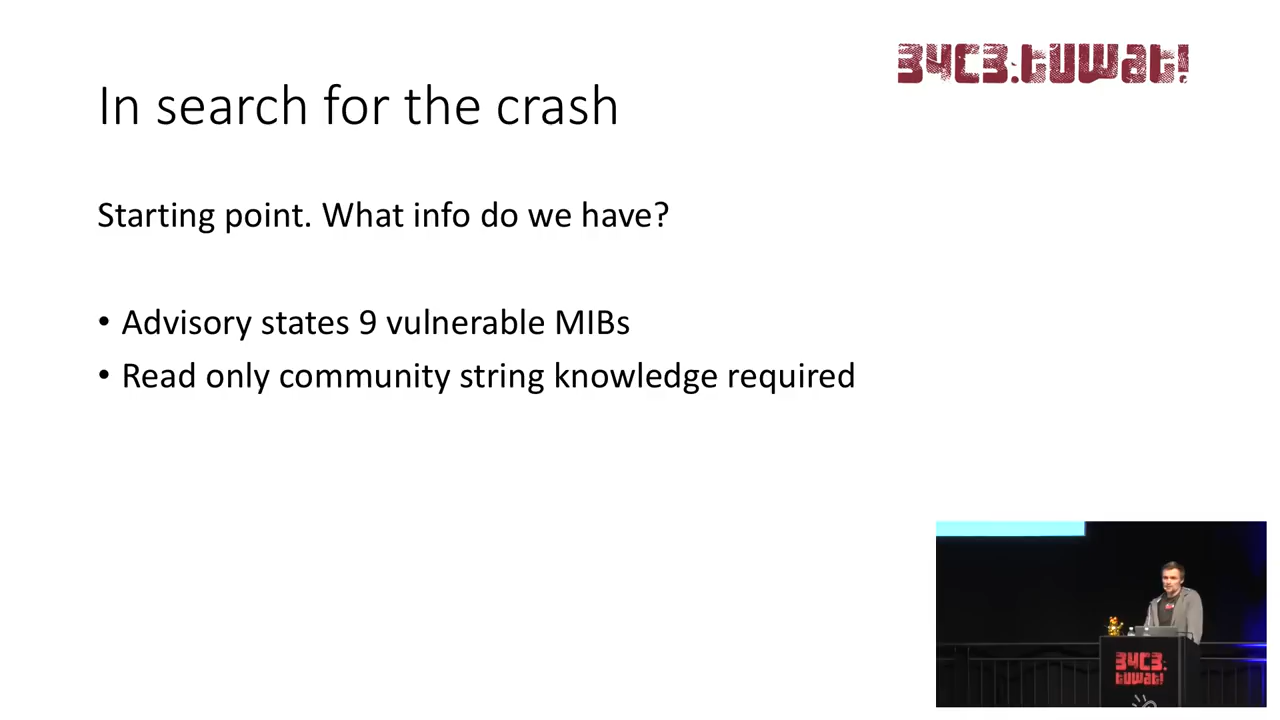 34C3.tuwat!
In search for the crash
Starting point. What info do we have?
• Advisory states 9 vulnerable MIBs
• Read only community string knowledge required
34C3.
tuwat!